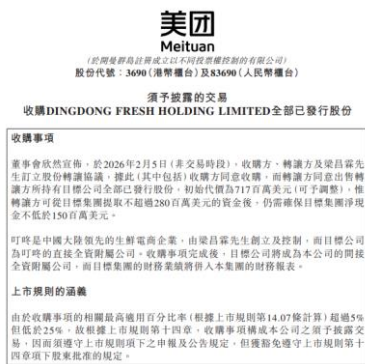 美团
Meituan
(於開曼群島註冊成立以不同投票權控制的有限公司)
股份代號：3690（港幣櫃台）及83690（人民幣櫃台）
須予披露的交易
收購DINGDONG FRESH HOLDING LIMITED全部已發行股份
收購事項
董事會欣然宣佈，於2026年2月5日（非交易時段），收購方、轉讓方及梁昌霖先
生訂立股份轉讓協議，據此（其中包括）收購方同意收購，而轉讓方同意出售轉
讓方所持有目標公司全部已發行股份，初始代價為717百萬美元（可予調整），惟
轉讓方可從目標集團提取不超過280百萬美元的資金後，仍需確保目標集團淨現
金不低於150百萬美元。
叮咚是中國大陸領先的生鮮電商企業，由梁昌霖先生創立及控制，而目標公司
為叮咚的直接全資附屬公司。收購事項完成後，目標公司將成為本公司的間接
全資附屬公司，而目標集團的財務業績將併入本集團的財務報表。
上市規則的涵義
由於收購事項的相關最高適用百分比率（根據上市規則第14.07條計算）超過5%
但低於25%，故根據上市規則第十四章，收購事項構成本公司之須予披露交
易，因而須遵守上市規則項下之申報及公告規定，但獲豁免遵守上市規則第十
四章項下股東批准的規定。